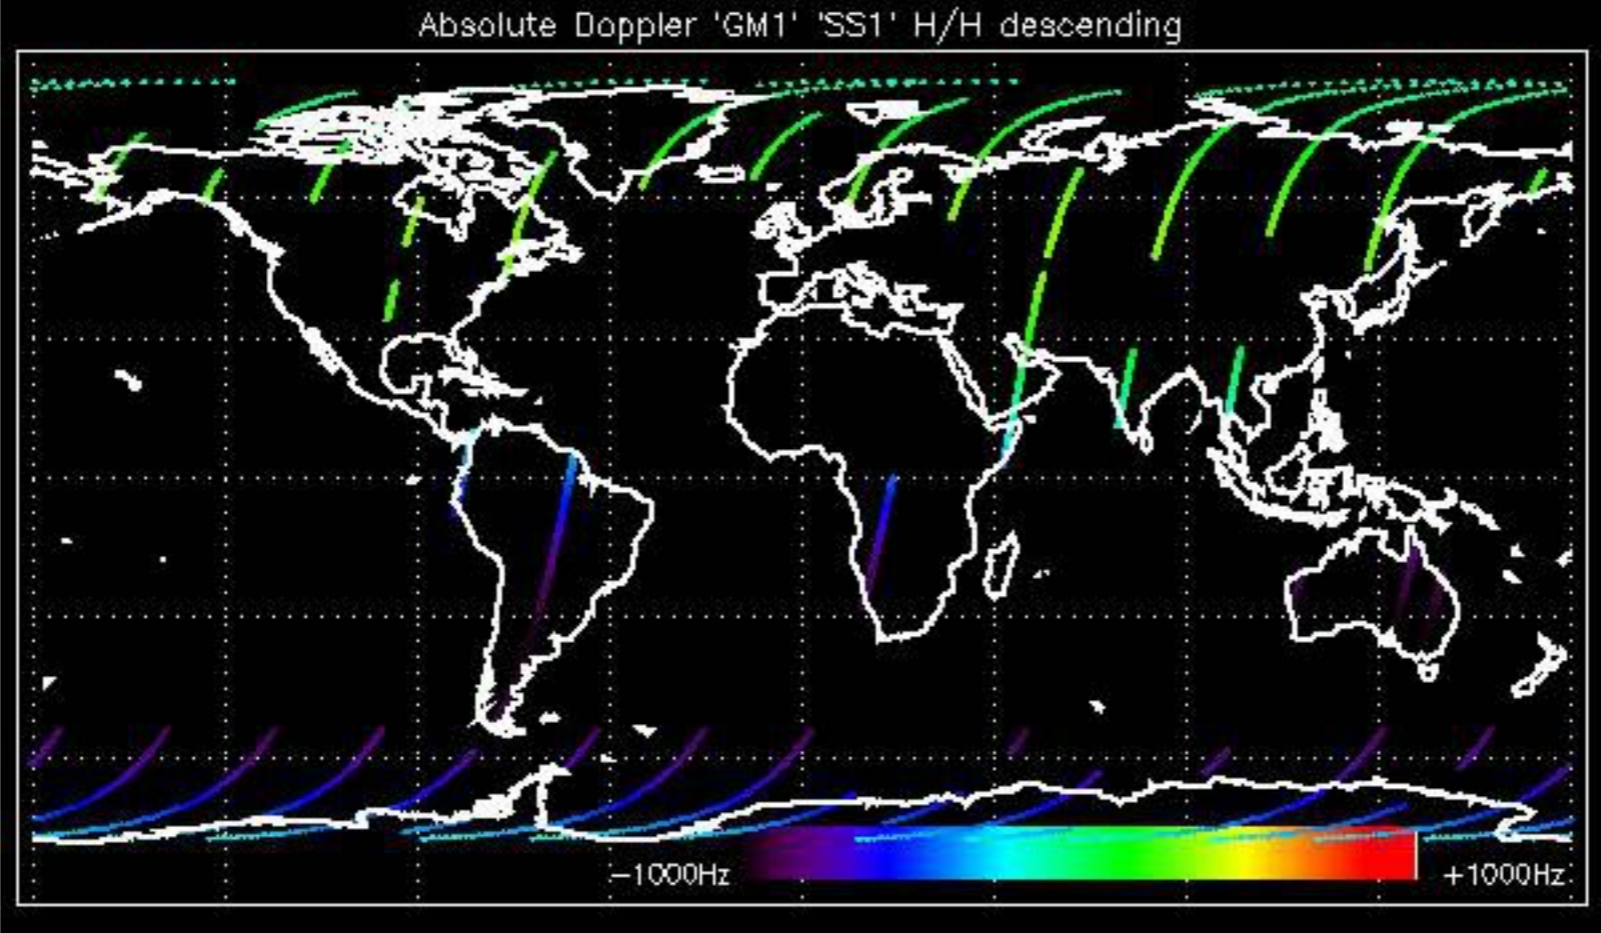 Absolute Doppler 'GM1' 'SS1' H/H descending
−1000Hz
+1000Hz